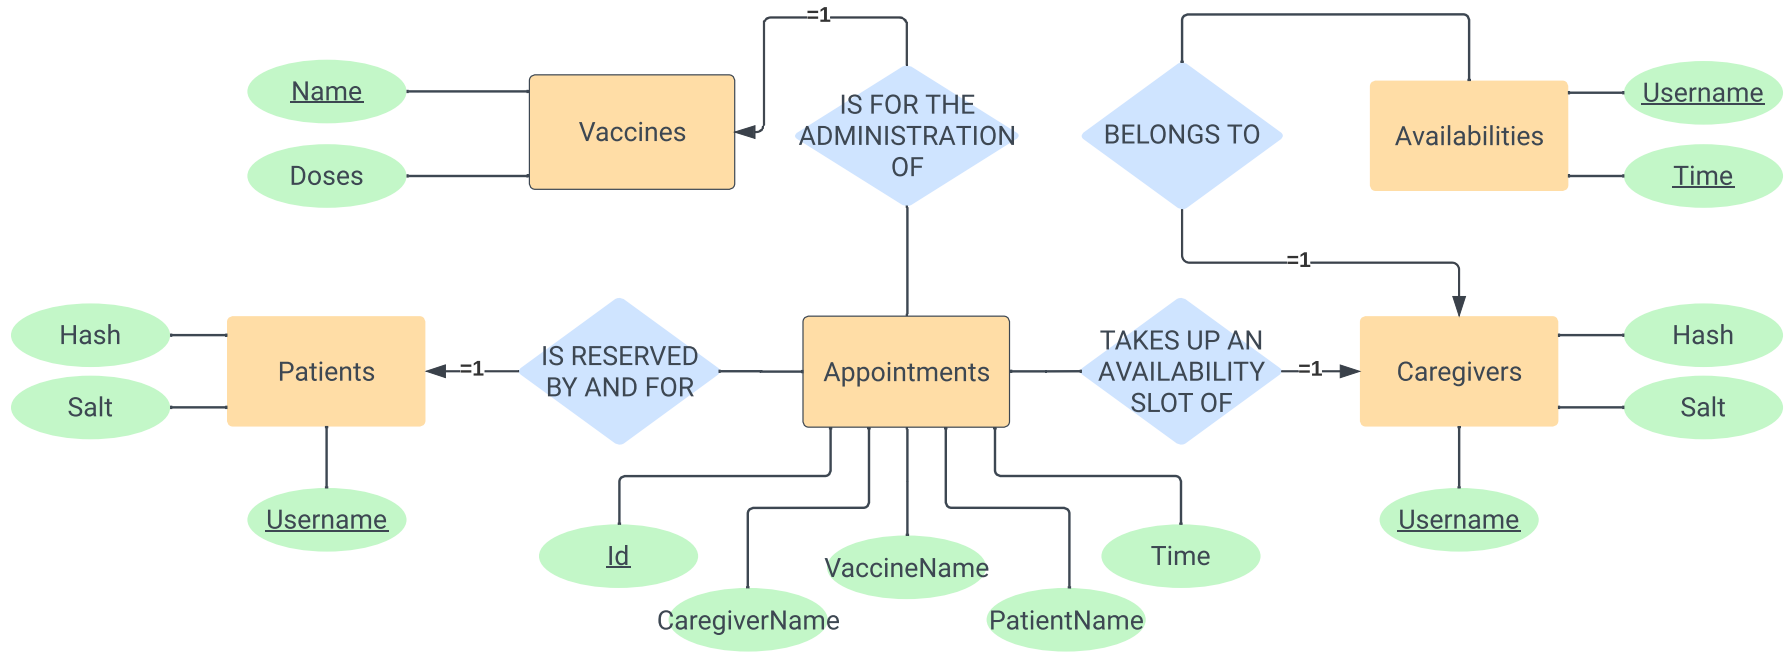 =1
Name
Doses
Vaccines
IS FOR THE
ADMINISTRATION
OF
BELONGS TO
Availabilities
Username
Time
=1
Hash
Salt
Patients
Username
=1
IS RESERVED
BY AND FOR
Appointments
TAKES UP AN
AVAILABILITY
SLOT OF
=1
Caregivers
Hash
Salt
Username
Id
CaregiverName
VaccineName
PatientName
Time